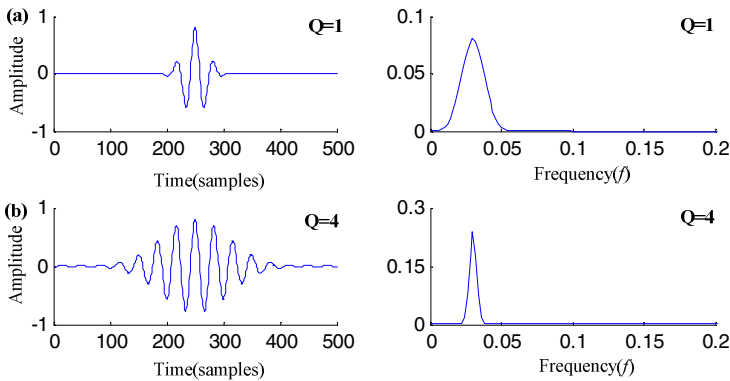 (a)
Q=1
Amplitude
1
0
-1
0 100 200 300 400 500
Time(samples)
Q=1
0.1
0.05
0
0 0.05 0.1 0.15 0.2
Frequency(f)
(b)
Q=4
Amplitude
1
0
-1
0 100 200 300 400 500
Time(samples)
Q=4
0.3
0.15
0
0 0.05 0.1 0.15 0.2
Frequency(f)